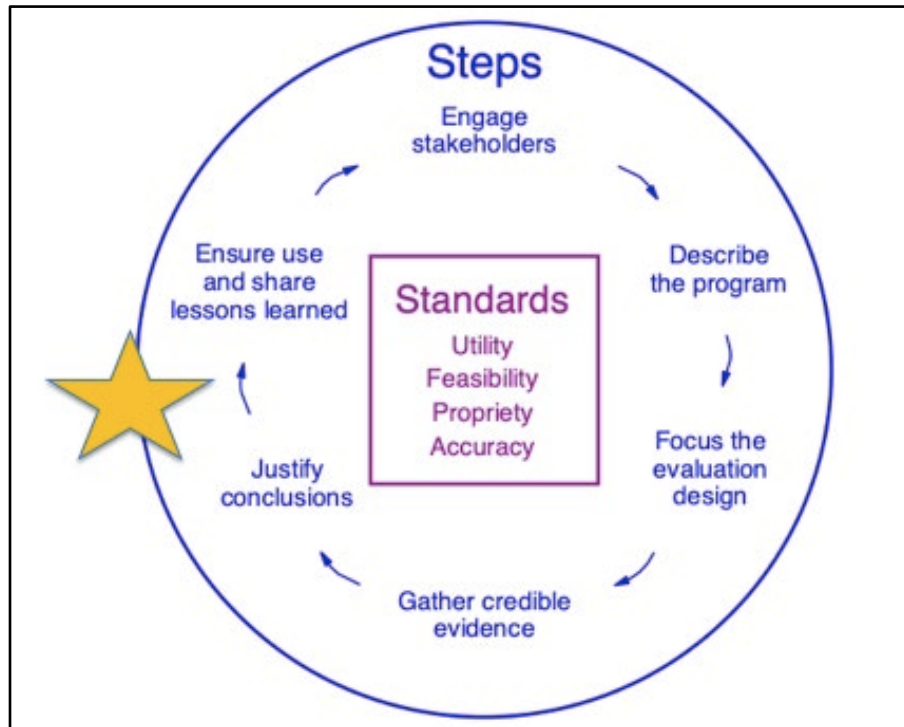 Steps
Engage
stakeholders
Describe
the program
Focus the
evaluation
design
Gather credible
evidence
Justify
conclusions
Ensure use
and share
lessons learned
Standards
Utility
Feasibility
Propriety
Accuracy